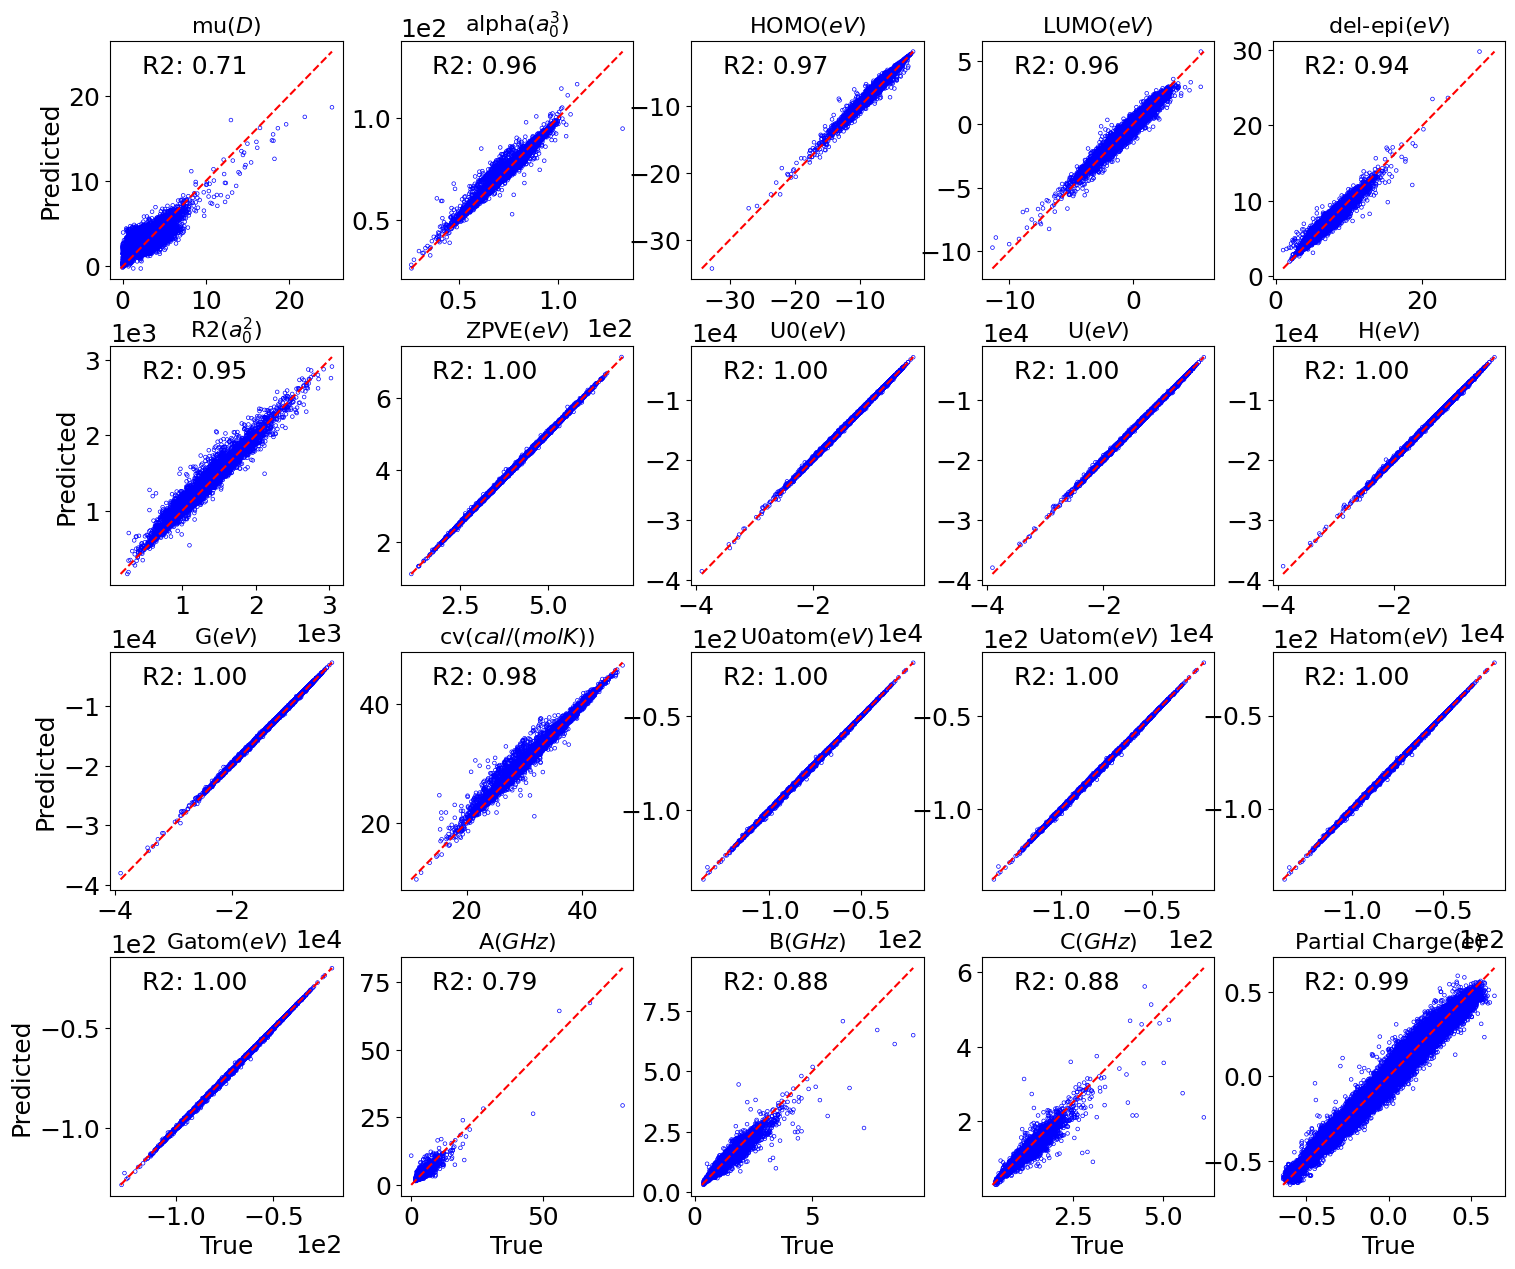 mu(D)
alpha(a₀³)
HOMO(eV)
LUMO(eV)
del-epi(eV)
1e2
R2: 0.71
R2: 0.96
R2: 0.97
R2: 0.96
R2: 0.94
Predicted
20
10
0
1.0
0.5
−10
−20
−30
5
0
−5
−10
30
20
10
0
0 10 20
0.5 1.0
−30 −20 −10
−10 0
0 20
1e3
R2(a₀²)
ZPVE(eV)
1e2
1e4
U0(eV)
1e4
U(eV)
1e4
H(eV)
R2: 0.95
R2: 1.00
R2: 1.00
R2: 1.00
R2: 1.00
Predicted
3
2
1
6
4
2
−1
−2
−3
−4
−1
−2
−3
−4
−1
−2
−3
−4
1 2 3
2.5 5.0
−4 −2
−4 −2
−4 −2
1e4
G(eV)
1e3
cv(cal/(molK))
1e2
U0atom(eV)
1e4
1e2
Uatom(eV)
1e4
1e2
Hatom(eV)
1e4
R2: 1.00
R2: 0.98
R2: 1.00
R2: 1.00
R2: 1.00
Predicted
−1
−2
−3
−4
40
20
−0.5
−1.0
−0.5
−1.0
−0.5
−1.0
−4 −2
20 40
−1.0 −0.5
−1.0 −0.5
−1.0 −0.5
1e2
Gatom(eV)
1e4
A(GHz)
B(GHz)
1e2
C(GHz)
1e2
Partial Charge(e)
1e2
R2: 1.00
R2: 0.79
R2: 0.88
R2: 0.88
R2: 0.99
Predicted
−0.5
−1.0
75
50
25
0
7.5
5.0
2.5
0.0
6
4
2
0.5
0.0
−0.5
−1.0 −0.5
0 50
0 5
2.5 5.0
−0.5 0.0 0.5
True
1e2
True
True
True
True